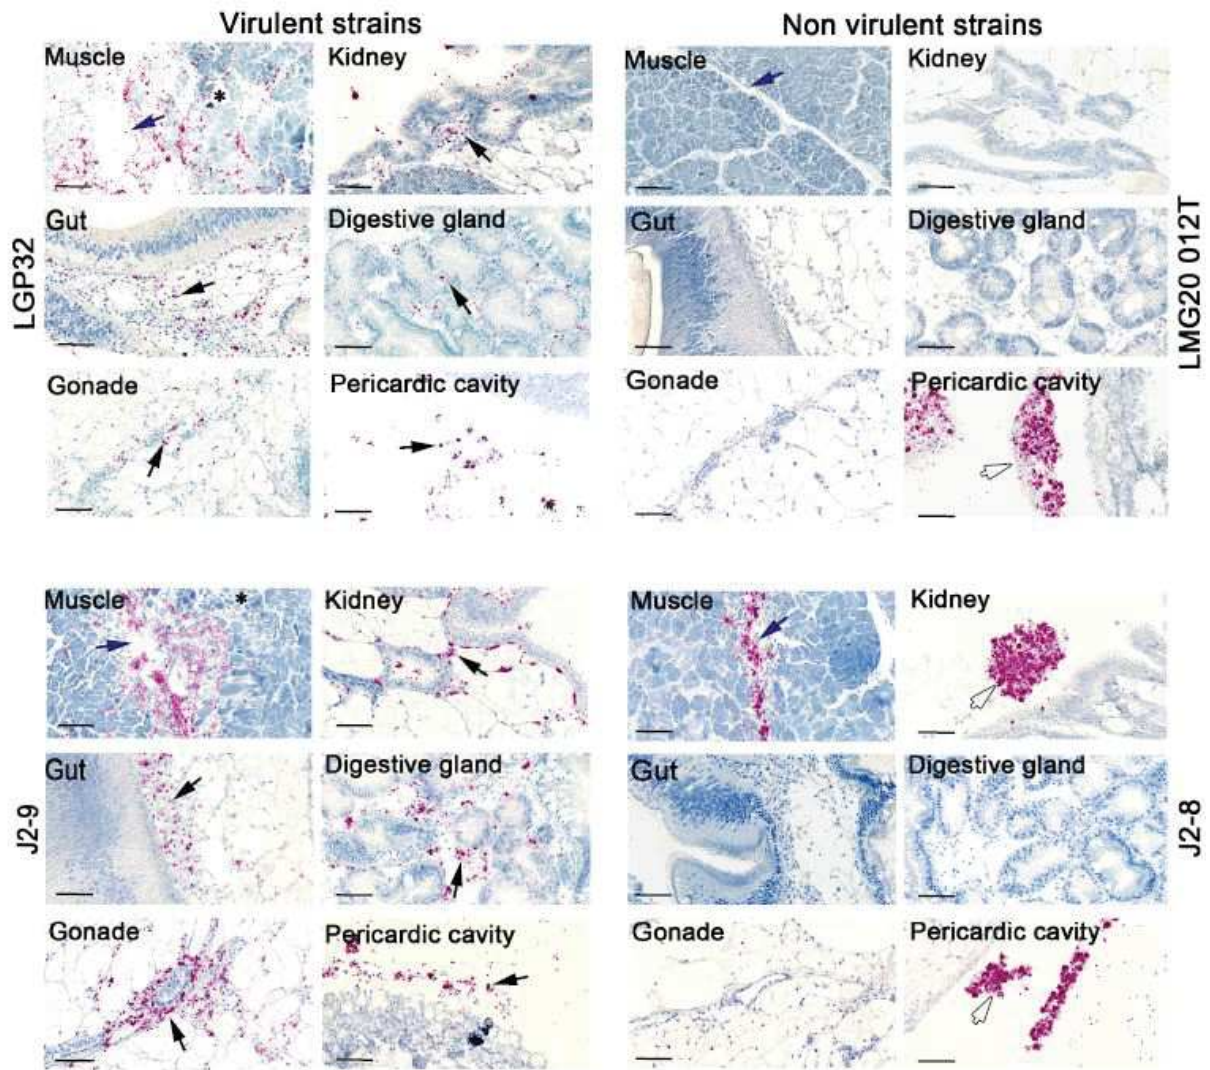 Virulent strains
Non virulent strains
Muscle
Kidney
Muscle
Kidney
*
Gut
Digestive gland
Gut
Digestive gland
LGP32
LMG20 012T
Gonade
Pericardic cavity
Gonade
Pericardic cavity
Muscle
*
Kidney
Muscle
Kidney
Gut
Digestive gland
Gut
Digestive gland
J2-9
J2-8
Gonade
Pericardic cavity
Gonade
Pericardic cavity